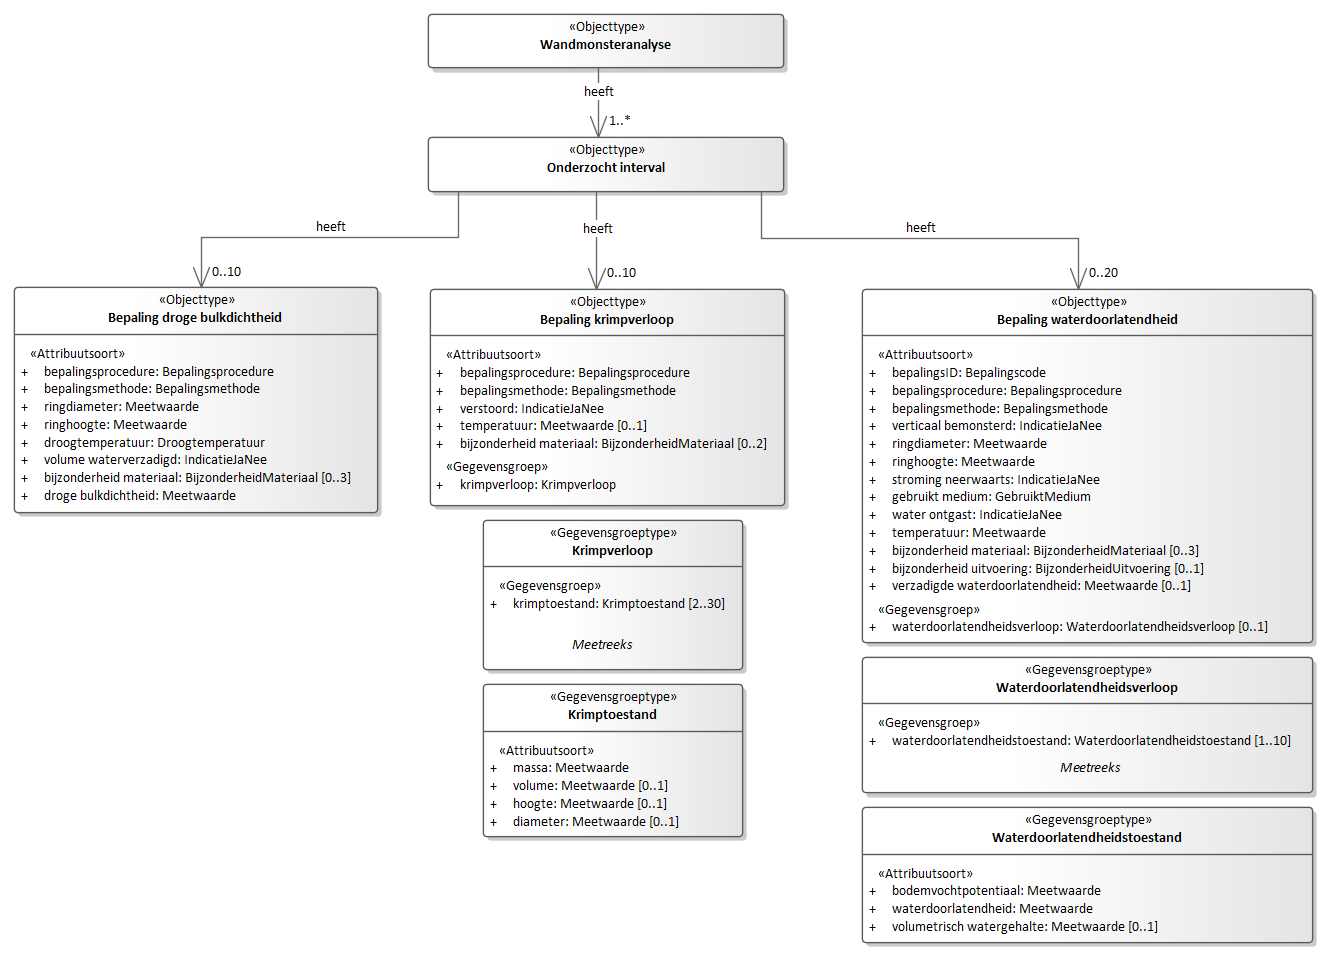 «Objecttype»
Wandmonsteranalyse
heeft
1..*
«Objecttype»
Onderzocht interval
heeft
heeft
heeft
0..10
0..10
0..20
«Objecttype»
Bepaling droge bulkdichtheid
«Attribuutsoort»
+ bepalingsprocedure: Bepalingsprocedure
+ bepalingsmethode: Bepalingsmethode
+ ringdiameter: Meetwaarde
+ ringhoogte: Meetwaarde
+ droogtemperatuur: Droogtemperatuur
+ volume waterverzadigd: IndicatieJaNee
+ bijzonderheid materiaal: BijzonderheidMateriaal [0..3]
+ droge bulkdichtheid: Meetwaarde
«Objecttype»
Bepaling krimpverloop
«Attribuutsoort»
+ bepalingsprocedure: Bepalingsprocedure
+ bepalingsmethode: Bepalingsmethode
+ verstoord: IndicatieJaNee
+ temperatuur: Meetwaarde [0..1]
+ bijzonderheid materiaal: BijzonderheidMateriaal [0..2]
«Gegevensgroep»
+ krimpverloop: Krimpverloop
«Gegevensgroeptype»
Krimpverloop
«Gegevensgroep»
+ krimptoestand: Krimptoestand [2..30]
Meetreeks
«Gegevensgroeptype»
Krimptoestand
«Attribuutsoort»
+ massa: Meetwaarde
+ volume: Meetwaarde [0..1]
+ hoogte: Meetwaarde [0..1]
+ diameter: Meetwaarde [0..1]
«Objecttype»
Bepaling waterdoorlatendheid
«Attribuutsoort»
+ bepalingsID: Bepalingscode
+ bepalingsprocedure: Bepalingsprocedure
+ bepalingsmethode: Bepalingsmethode
+ verticaal bemonsterd: IndicatieJaNee
+ ringdiameter: Meetwaarde
+ ringhoogte: Meetwaarde
+ stroming neerwaarts: IndicatieJaNee
+ gebruikt medium: GebruiktMedium
+ water ontgast: IndicatieJaNee
+ temperatuur: Meetwaarde
+ bijzonderheid materiaal: BijzonderheidMateriaal [0..3]
+ bijzonderheid uitvoering: BijzonderheidUitvoering [0..1]
+ verzadigde waterdoorlatendheid: Meetwaarde [0..1]
«Gegevensgroep»
+ waterdoorlatendheidsverloop: Waterdoorlatendheidsverloop [0..1]
«Gegevensgroeptype»
Waterdoorlatendheidsverloop
«Gegevensgroep»
+ waterdoorlatendheidstoestand: Waterdoorlatendheidstoestand [1..10]
Meetreeks
«Gegevensgroeptype»
Waterdoorlatendheidstoestand
«Attribuutsoort»
+ bodemvochtpotentiaal: Meetwaarde
+ waterdoorlatendheid: Meetwaarde
+ volumetrisch watergehalte: Meetwaarde [0..1]